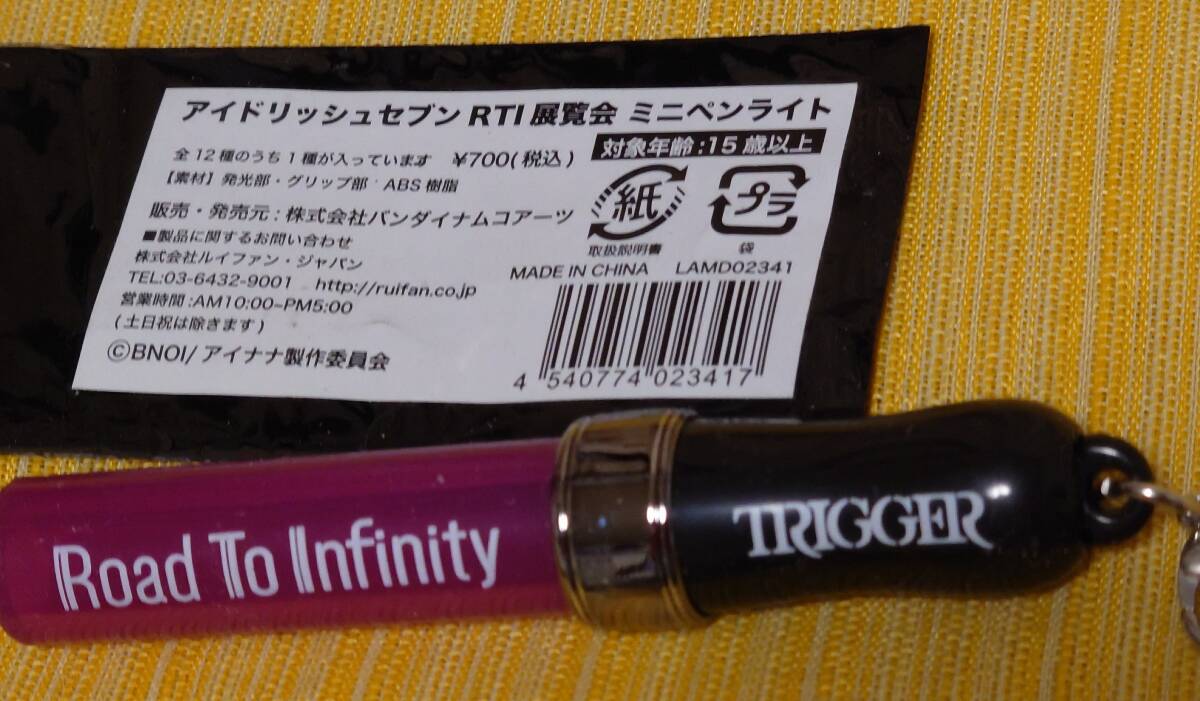 アイドリッシュセブン RTI 展覧会 ミニペンライト
全12種のうち1種が入っています ¥700(税込)
対象年齢:15歳以上
【素材】発光部・グリップ部 ABS樹脂
販売・発売元:株式会社バンダイナムコアーツ
紙
プラ
■製品に関するお問い合わせ
取扱説明書
袋
株式会社ルイファン・ジャパン
MADE IN CHINA LAMD02341
TEL:03-6432-9001 http://ruifan.co.jp
営業時間:AM10:00~PM5:00
(土日祝は除きます)
©BNOI/アイナナ製作委員会
4 540774 023417
Road To Infinity
TRIGGER